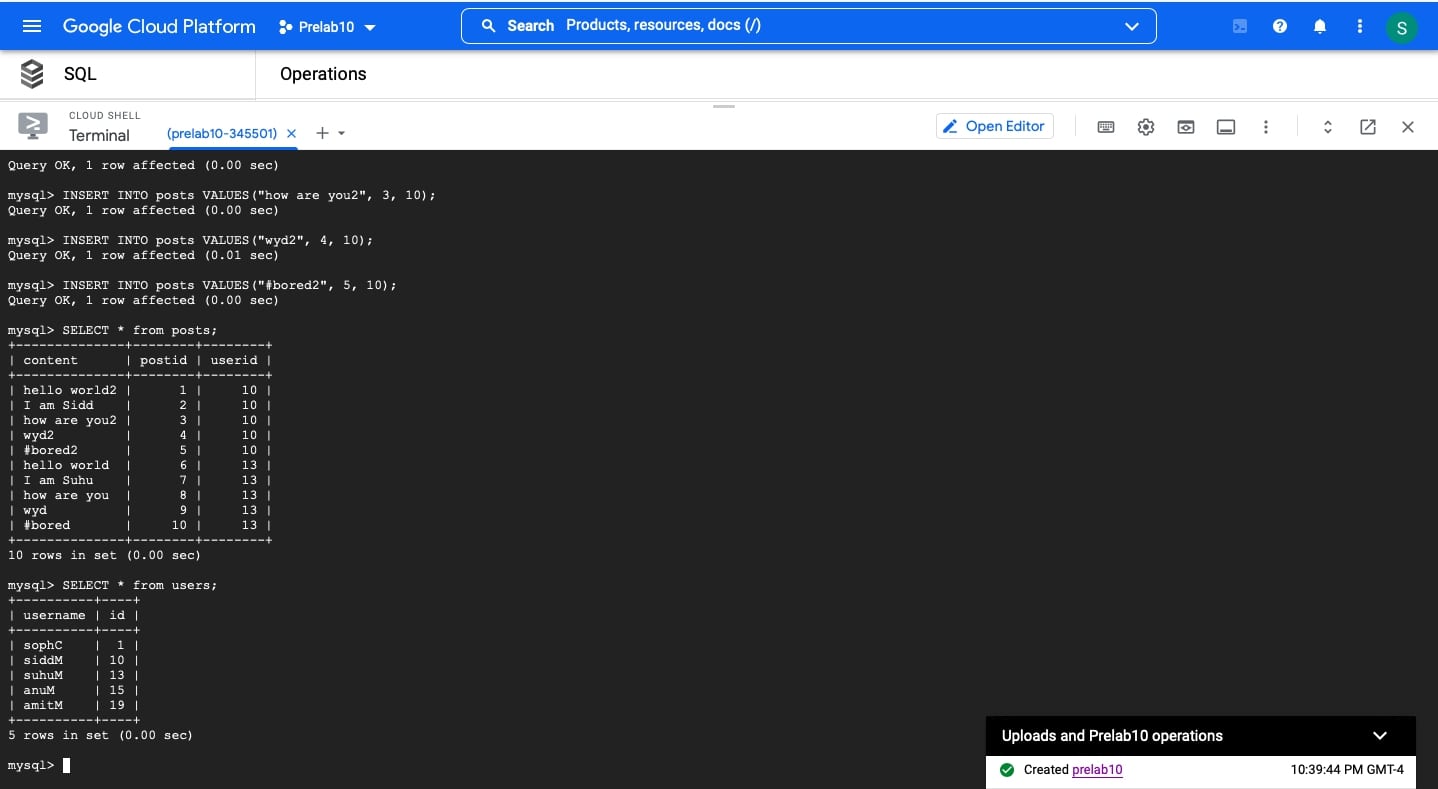 Google Cloud Platform Prelab10 Search Products, resources, docs (/) S
SQL Operations
CLOUD SHELL
Terminal (prelab10-345501) Open Editor
Query OK, 1 row affected (0.00 sec)
mysql> INSERT INTO posts VALUES("how are you2", 3, 10);
Query OK, 1 row affected (0.00 sec)
mysql> INSERT INTO posts VALUES("wyd2", 4, 10);
Query OK, 1 row affected (0.01 sec)
mysql> INSERT INTO posts VALUES("#bored2", 5, 10);
Query OK, 1 row affected (0.00 sec)
mysql> SELECT * from posts;
+--------------+--------+--------+
| content      | postid | userid |
+--------------+--------+--------+
| hello world2 |      1 |     10 |
| I am Sidd    |      2 |     10 |
| how are you2 |      3 |     10 |
| wyd2         |      4 |     10 |
| #bored2      |      5 |     10 |
| hello world  |      6 |     13 |
| I am Suhu    |      7 |     13 |
| how are you  |      8 |     13 |
| wyd          |      9 |     13 |
| #bored       |     10 |     13 |
+--------------+--------+--------+
10 rows in set (0.00 sec)
mysql> SELECT * from users;
+----------+----+
| username | id |
+----------+----+
| sophC    |  1 |
| siddM    | 10 |
| suhuM    | 13 |
| anuM     | 15 |
| amitM    | 19 |
+----------+----+
5 rows in set (0.00 sec)
mysql>
Uploads and Prelab10 operations
Created prelab10 10:39:44 PM GMT-4